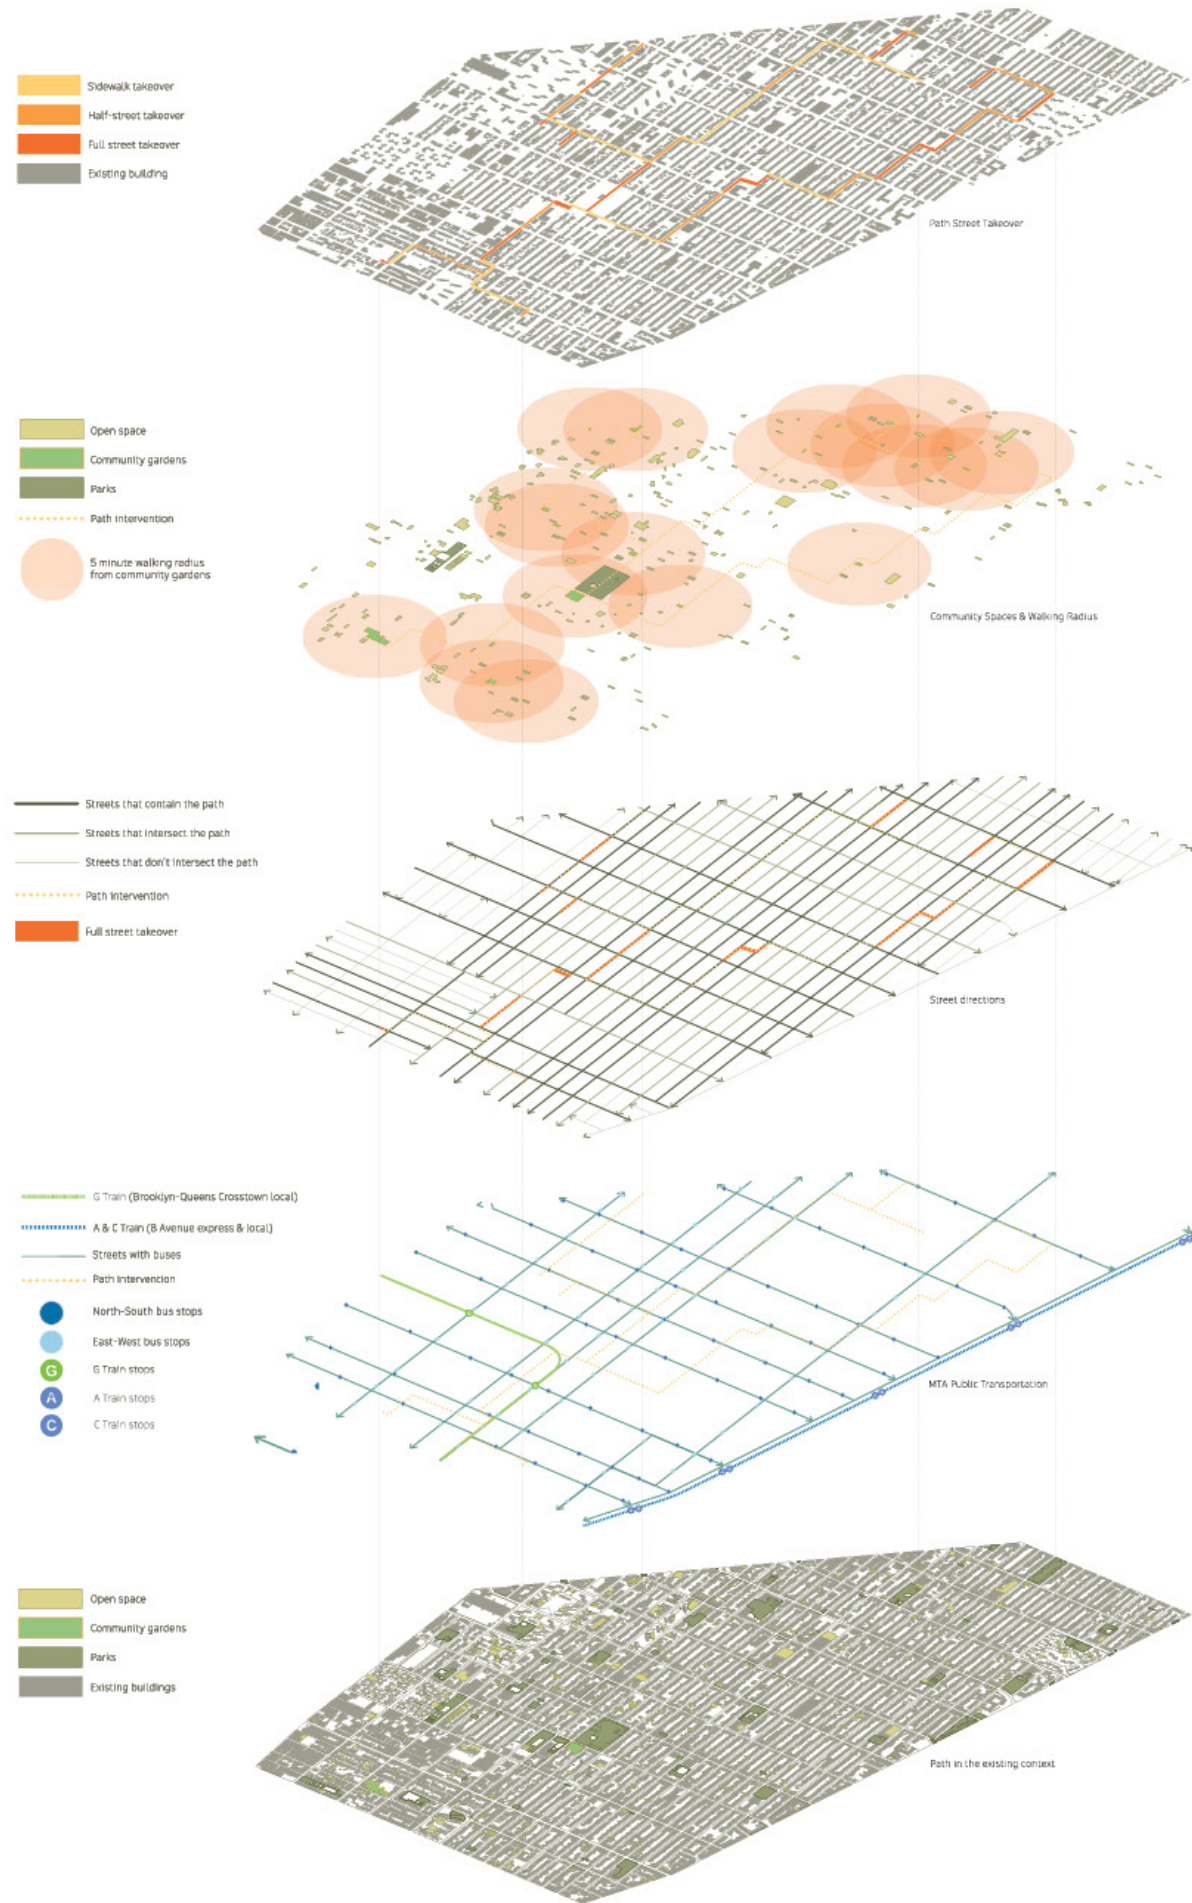 Sidewalk takeover
Half-street takeover
Full street takeover
Existing building
Path Street Takeover
Open space
Community gardens
Parks
Path intervention
5 minute walking radius
from community gardens
Community Spaces & Walking Radius
Streets that contain the path
Streets that intersect the path
Streets that don't intersect the path
Path intervention
Full street takeover
Street directions
G Train (Brooklyn-Queens Crosstown local)
A & C Train (8 Avenue express & local)
Streets with buses
Path intervention
North-South bus stops
East-West bus stops
G
G Train stops
A
A Train stops
C
C Train stops
MTA Public Transportation
Open space
Community gardens
Parks
Existing buildings
Path in the existing context